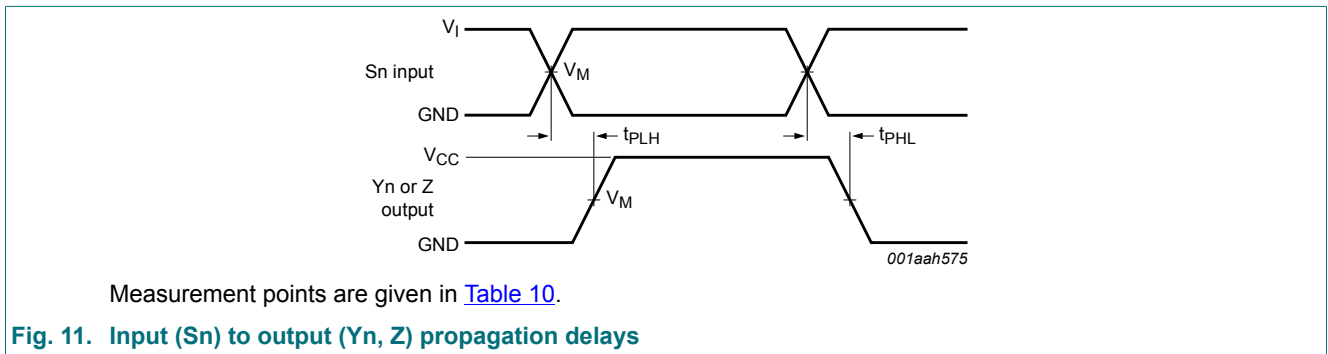 VI
Sn input
VM
GND
tPLH
tPHL
VCC
Yn or Z
output
VM
GND
001aah575
Measurement points are given in Table 10.
Fig. 11. Input (Sn) to output (Yn, Z) propagation delays